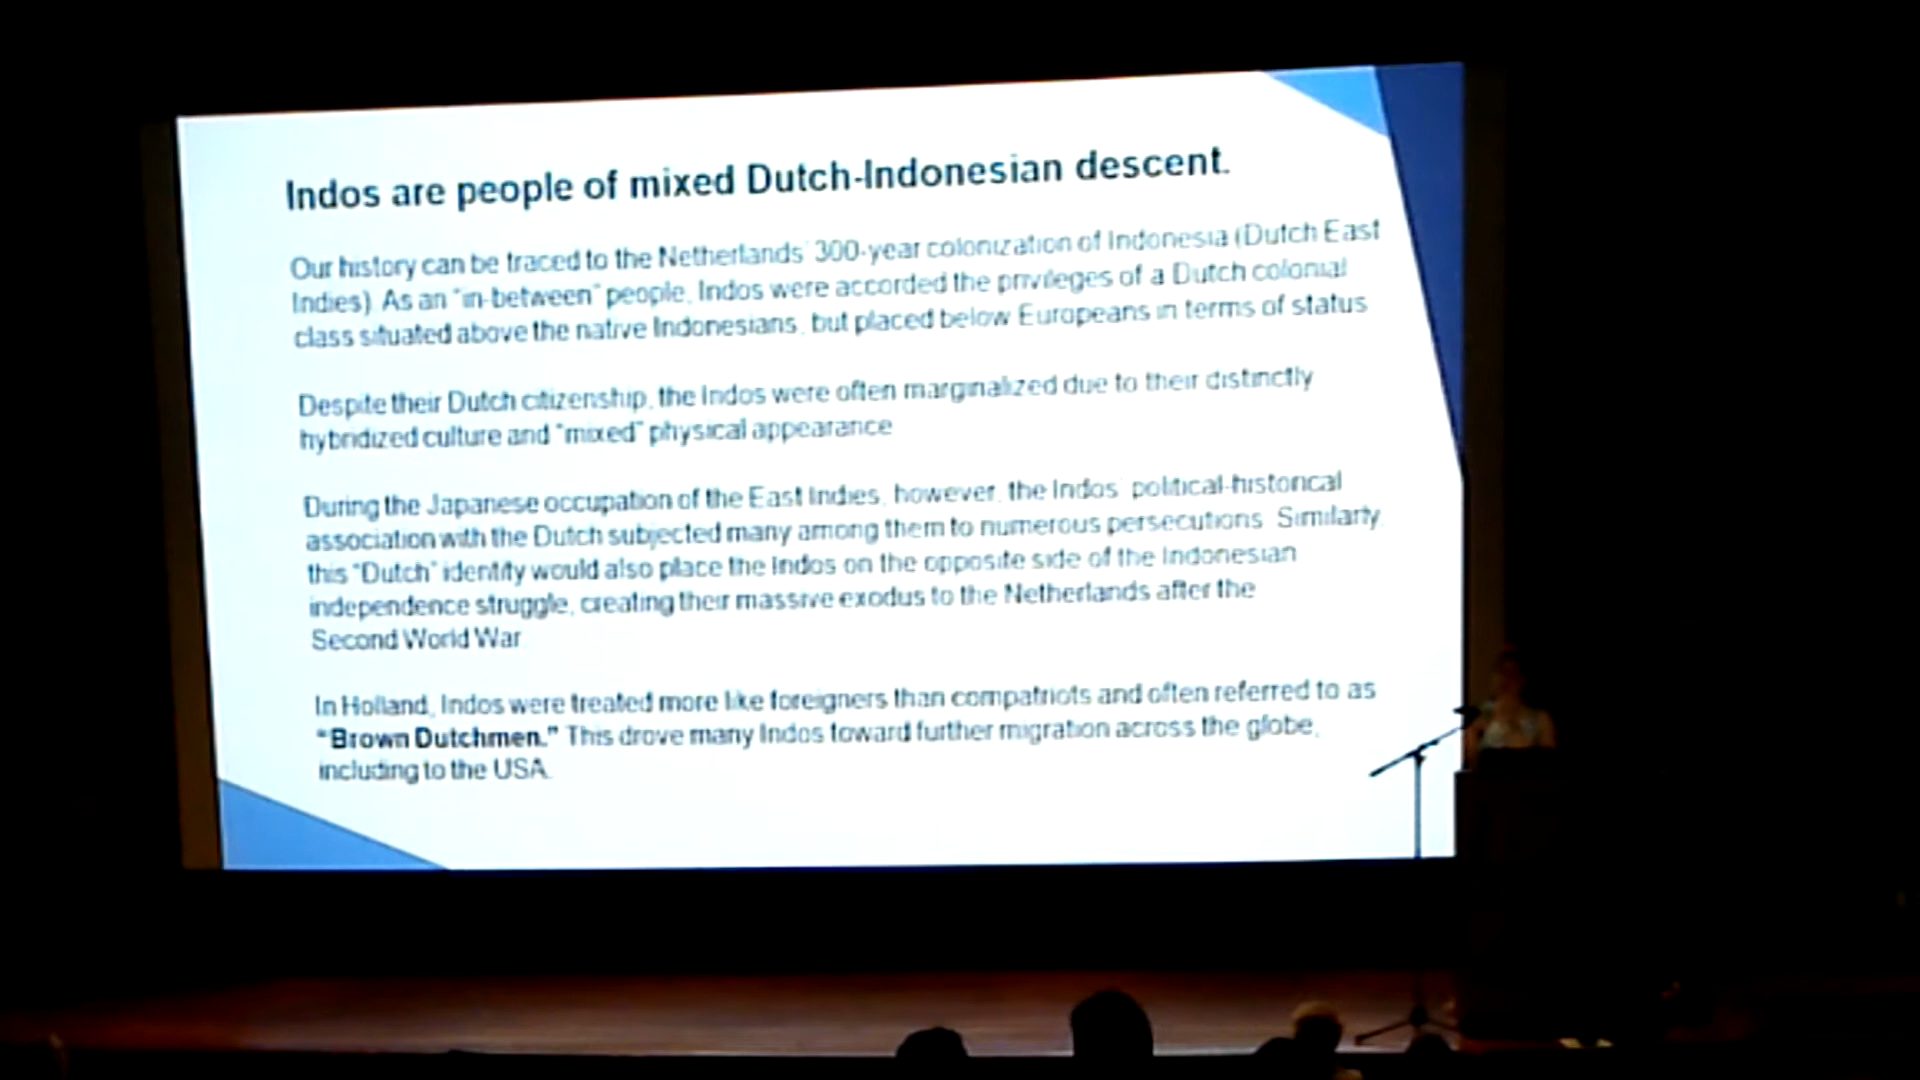 Indos are people of mixed Dutch-Indonesian descent.
Our history can be traced to the Netherlands' 300-year colonization of Indonesia (Dutch East
Indies). As an "in-between" people, Indos were accorded the privileges of a Dutch colonial
class situated above the native Indonesians, but placed below Europeans in terms of status
Despite their Dutch citizenship, the Indos were often marginalized due to their distinctly
hybridized culture and "mixed" physical appearance
During the Japanese occupation of the East Indies, however, the Indos' political-historical
association with the Dutch subjected many among them to numerous persecutions. Similarly,
this "Dutch" identity would also place the Indos on the opposite side of the Indonesian
independence struggle, creating their massive exodus to the Netherlands after the
Second World War
In Holland, Indos were treated more like foreigners than compatriots and often referred to as
"Brown Dutchmen." This drove many Indos toward further migration across the globe,
including to the USA.